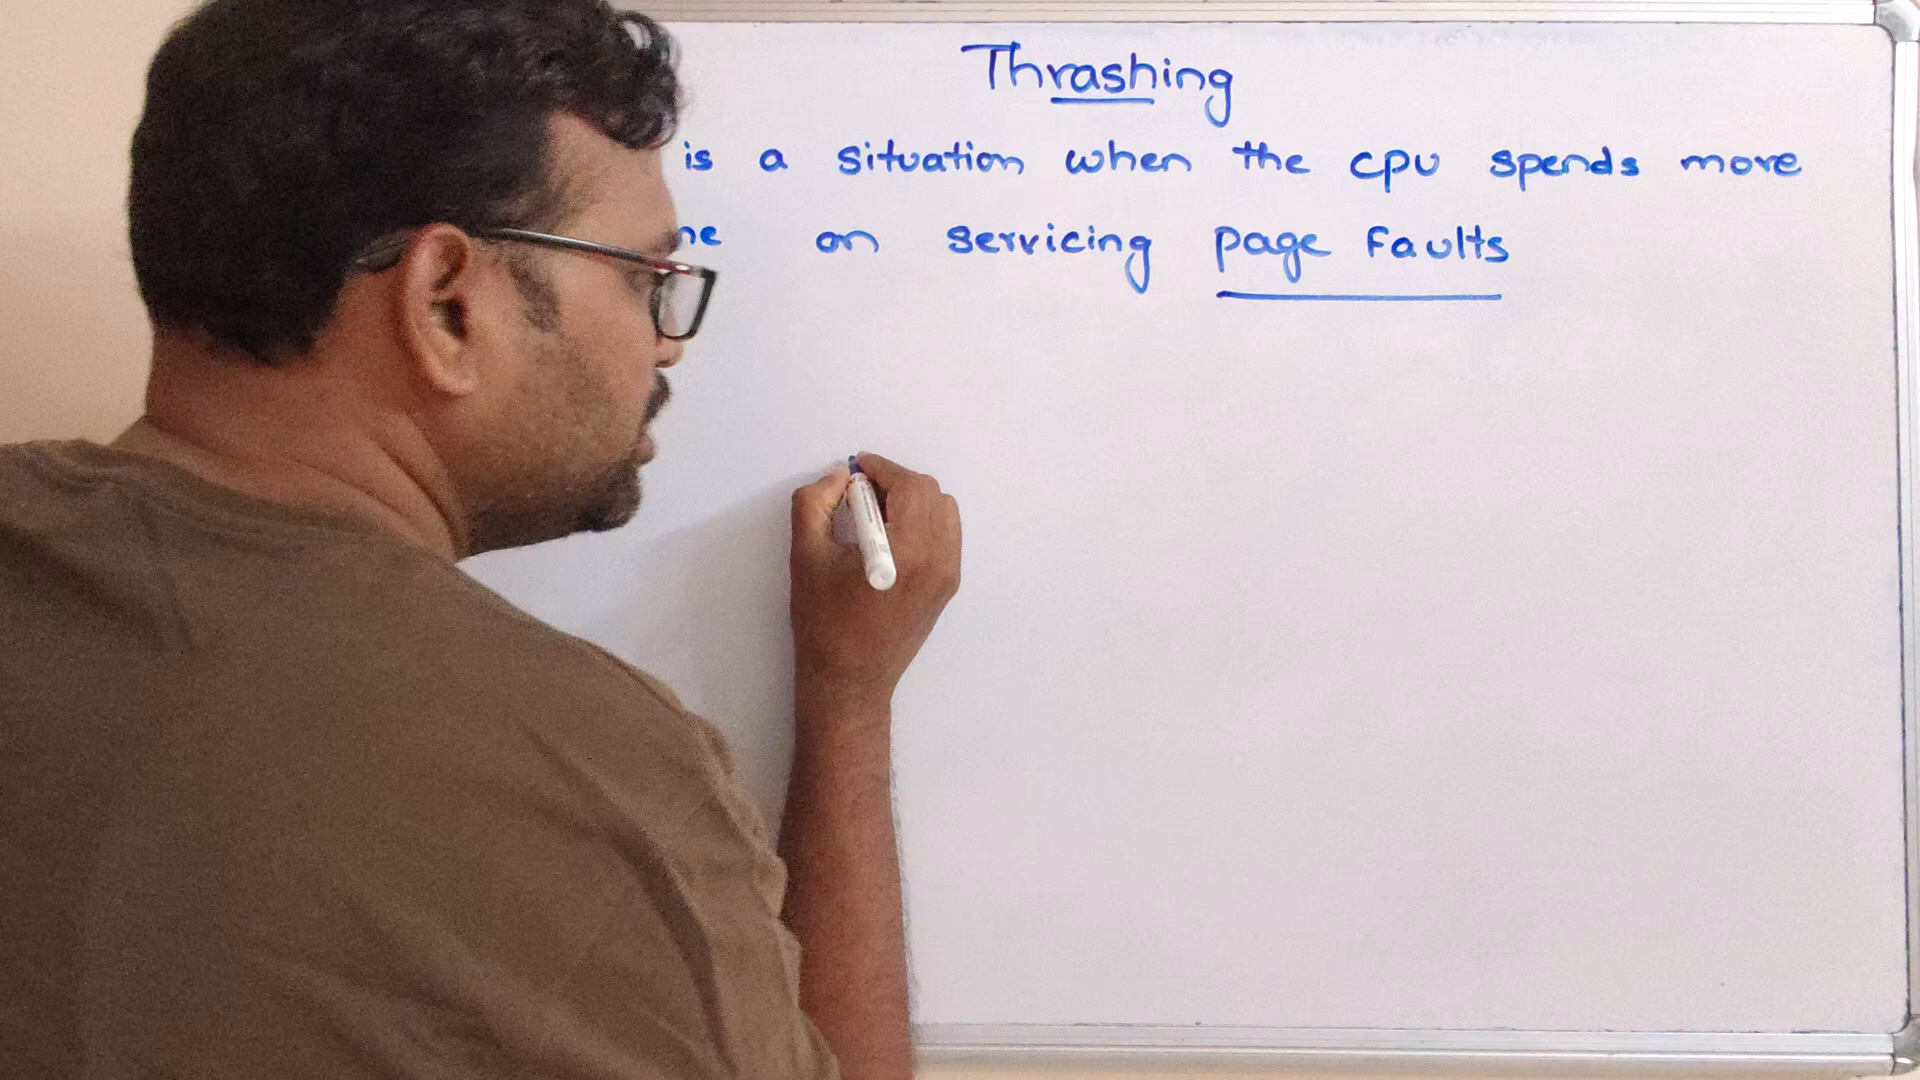 Thrashing
is a situation when the cpu spends more
on servicing page faults